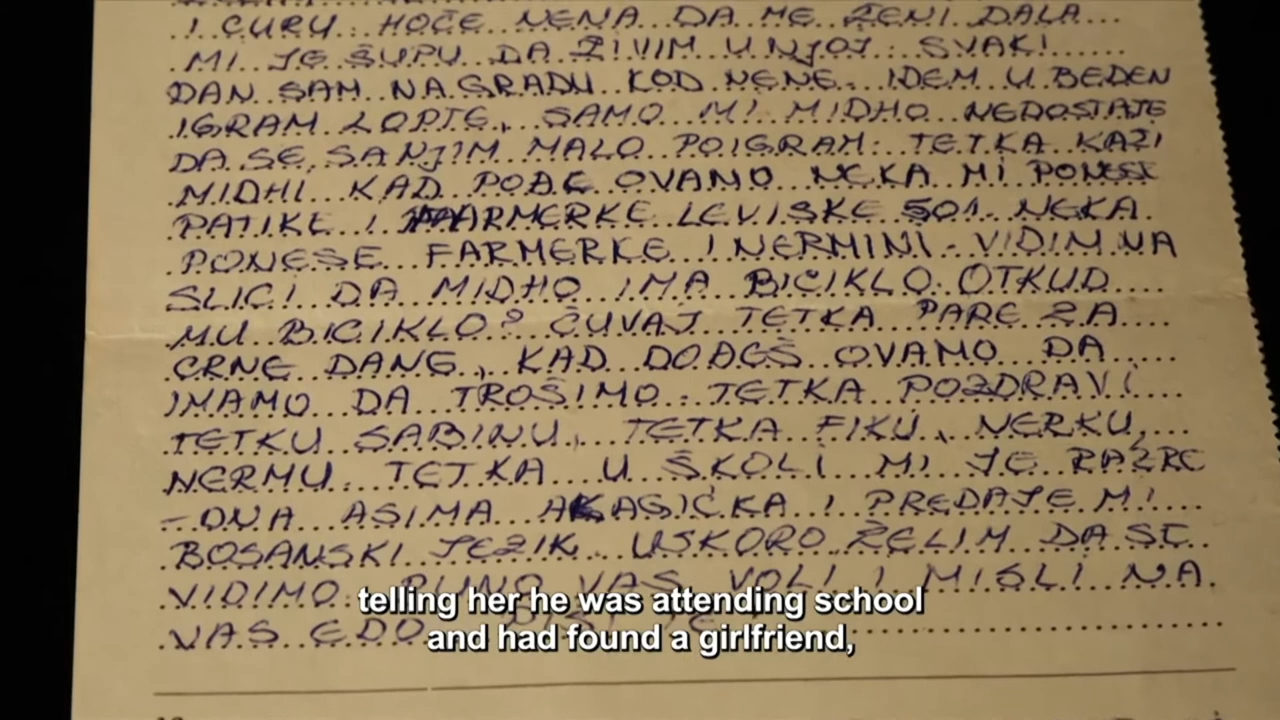 I CURU. HOĆE NENA DA ME ŽENI DALA
MI JE ŠUPU DA ŽIVIM U NJOJ. SVAKI
DAN SAM NA GRADU KOD NENE. IDEM U BEDEN
IGRAM LOPTE, SAMO MI MIDHO NEDOSTAJE
DA SE SANJIM MALO POIGRAM. TETKA KAŽI
MIDHI KAD POĐE OVAMO NEKA MI PONESE
PATIKE I FARMERKE LEVISKE 501. NEKA
PONESE FARMERKE I NERMINI. VIDIM NA
SLICI DA MIDHO IMA BICIKLO. OTKUD
MU BICIKLO? ČUVAJ TETKA PARE ZA
CRNE DANE, KAD DOĐEŠ OVAMO DA
IMAMO DA TROŠIMO. TETKA POZDRAVI
TETKU SABINU, TETKA FIKU, NERKU,
NERMU. TETKA U ŠKOLI MI JE RAZRE
-DNA ASIMA AKAGIĆKA I PREDAJE MI
BOSANSKI JEZIK. USKORO ŽELIM DA SE
VIDIMO. PUNO VAS VOLI I MISLI NA
VAS EDO
telling her he was attending school
and had found a girlfriend,